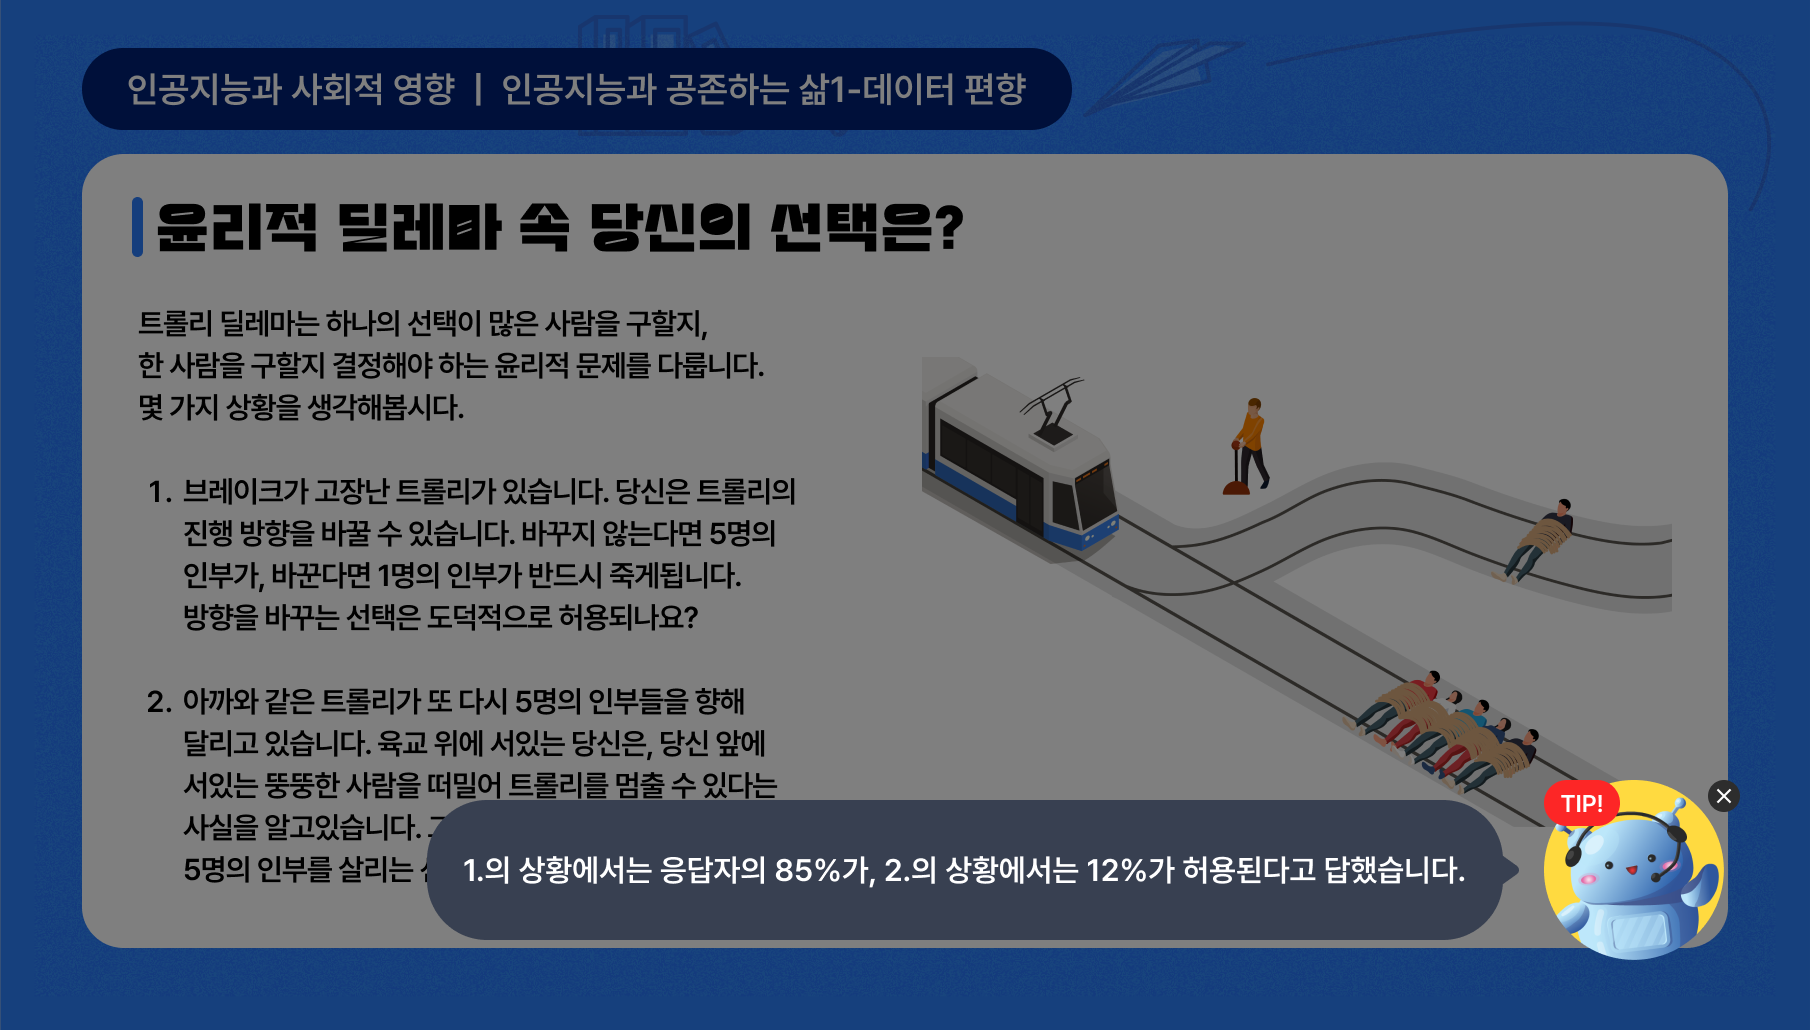 인공지능과 사회적 영향 | 인공지능과 공존하는 삶1-데이터 편향
윤리적 딜레마 속 당신의 선택은?
트롤리 딜레마는 하나의 선택이 많은 사람을 구할지,
한 사람을 구할지 결정해야 하는 윤리적 문제를 다룹니다.
몇 가지 상황을 생각해봅시다.
1. 브레이크가 고장난 트롤리가 있습니다. 당신은 트롤리의
진행 방향을 바꿀 수 있습니다. 바꾸지 않는다면 5명의
인부가, 바꾼다면 1명의 인부가 반드시 죽게됩니다.
방향을 바꾸는 선택은 도덕적으로 허용되나요?
2. 아까와 같은 트롤리가 또 다시 5명의 인부들을 향해
달리고 있습니다. 육교 위에 서있는 당신은, 당신 앞에
서있는 뚱뚱한 사람을 떠밀어 트롤리를 멈출 수 있다는
사실을 알고있습니다.
5명의 인부를 살리는
TIP!
1.의 상황에서는 응답자의 85%가, 2.의 상황에서는 12%가 허용된다고 답했습니다.